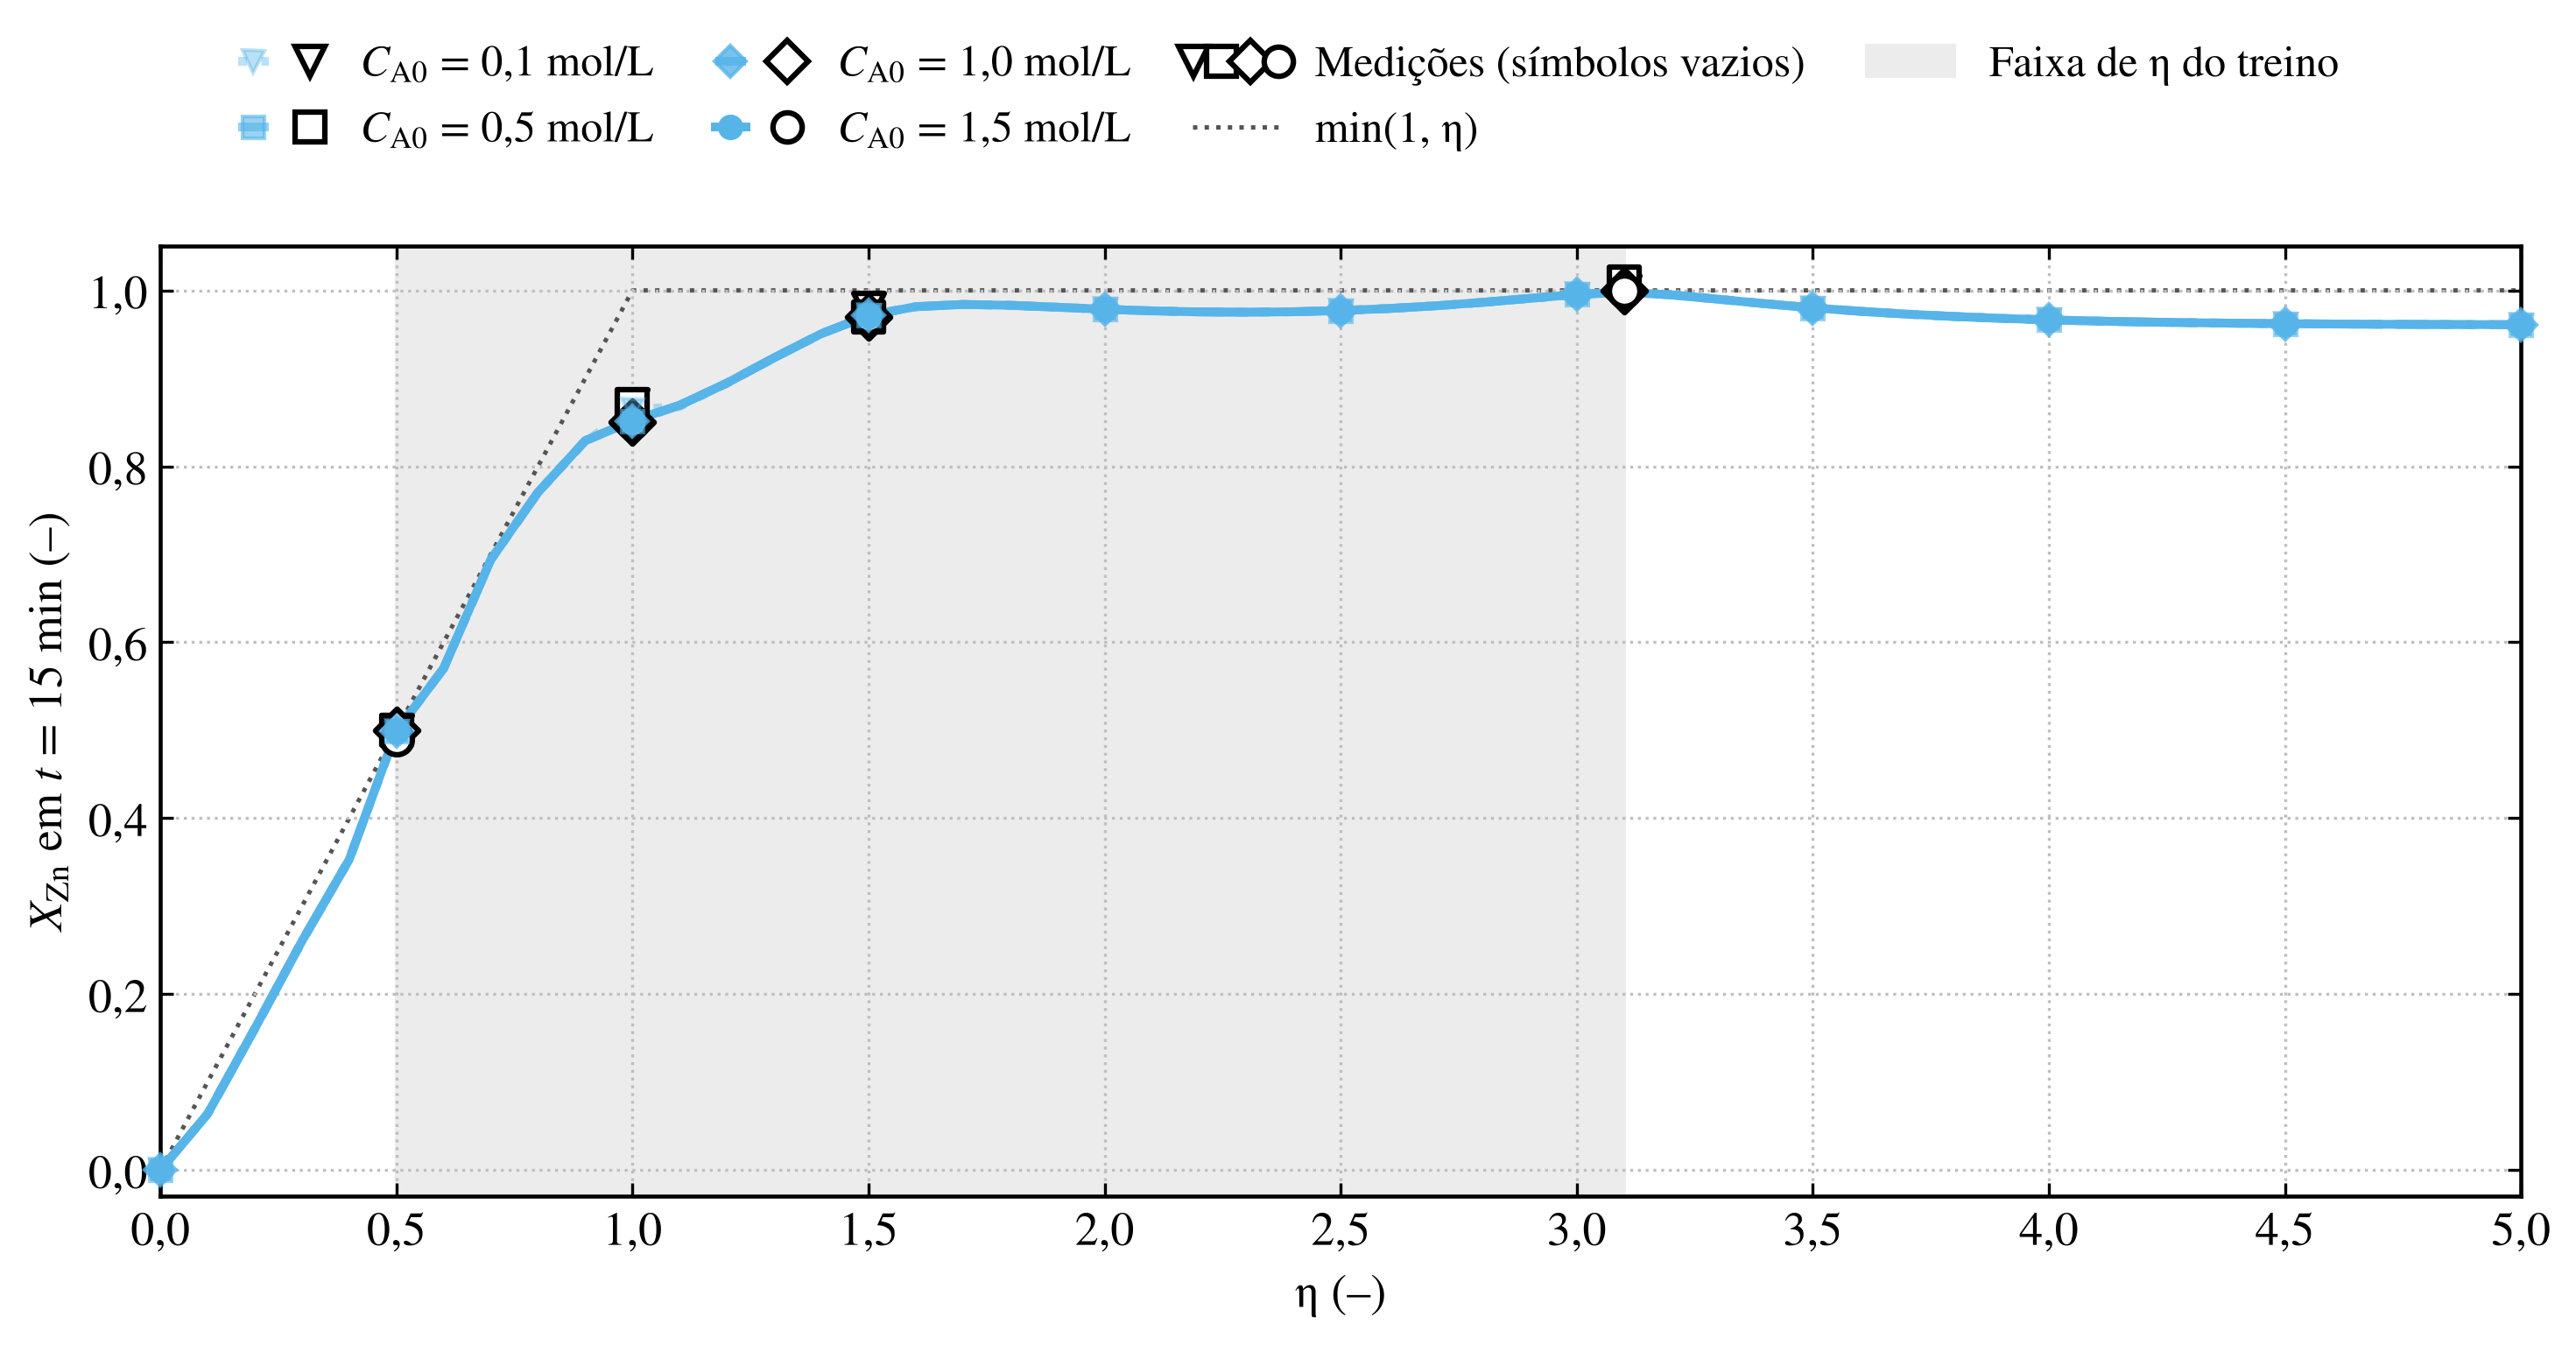 C_A0 = 0,1 mol/L
C_A0 = 0,5 mol/L
C_A0 = 1,0 mol/L
C_A0 = 1,5 mol/L
Medições (símbolos vazios)
min(1, η)
Faixa de η do treino
X_Zn em t = 15 min (–)
1,0
0,8
0,6
0,4
0,2
0,0
0,0 0,5 1,0 1,5 2,0 2,5 3,0 3,5 4,0 4,5 5,0
η (–)